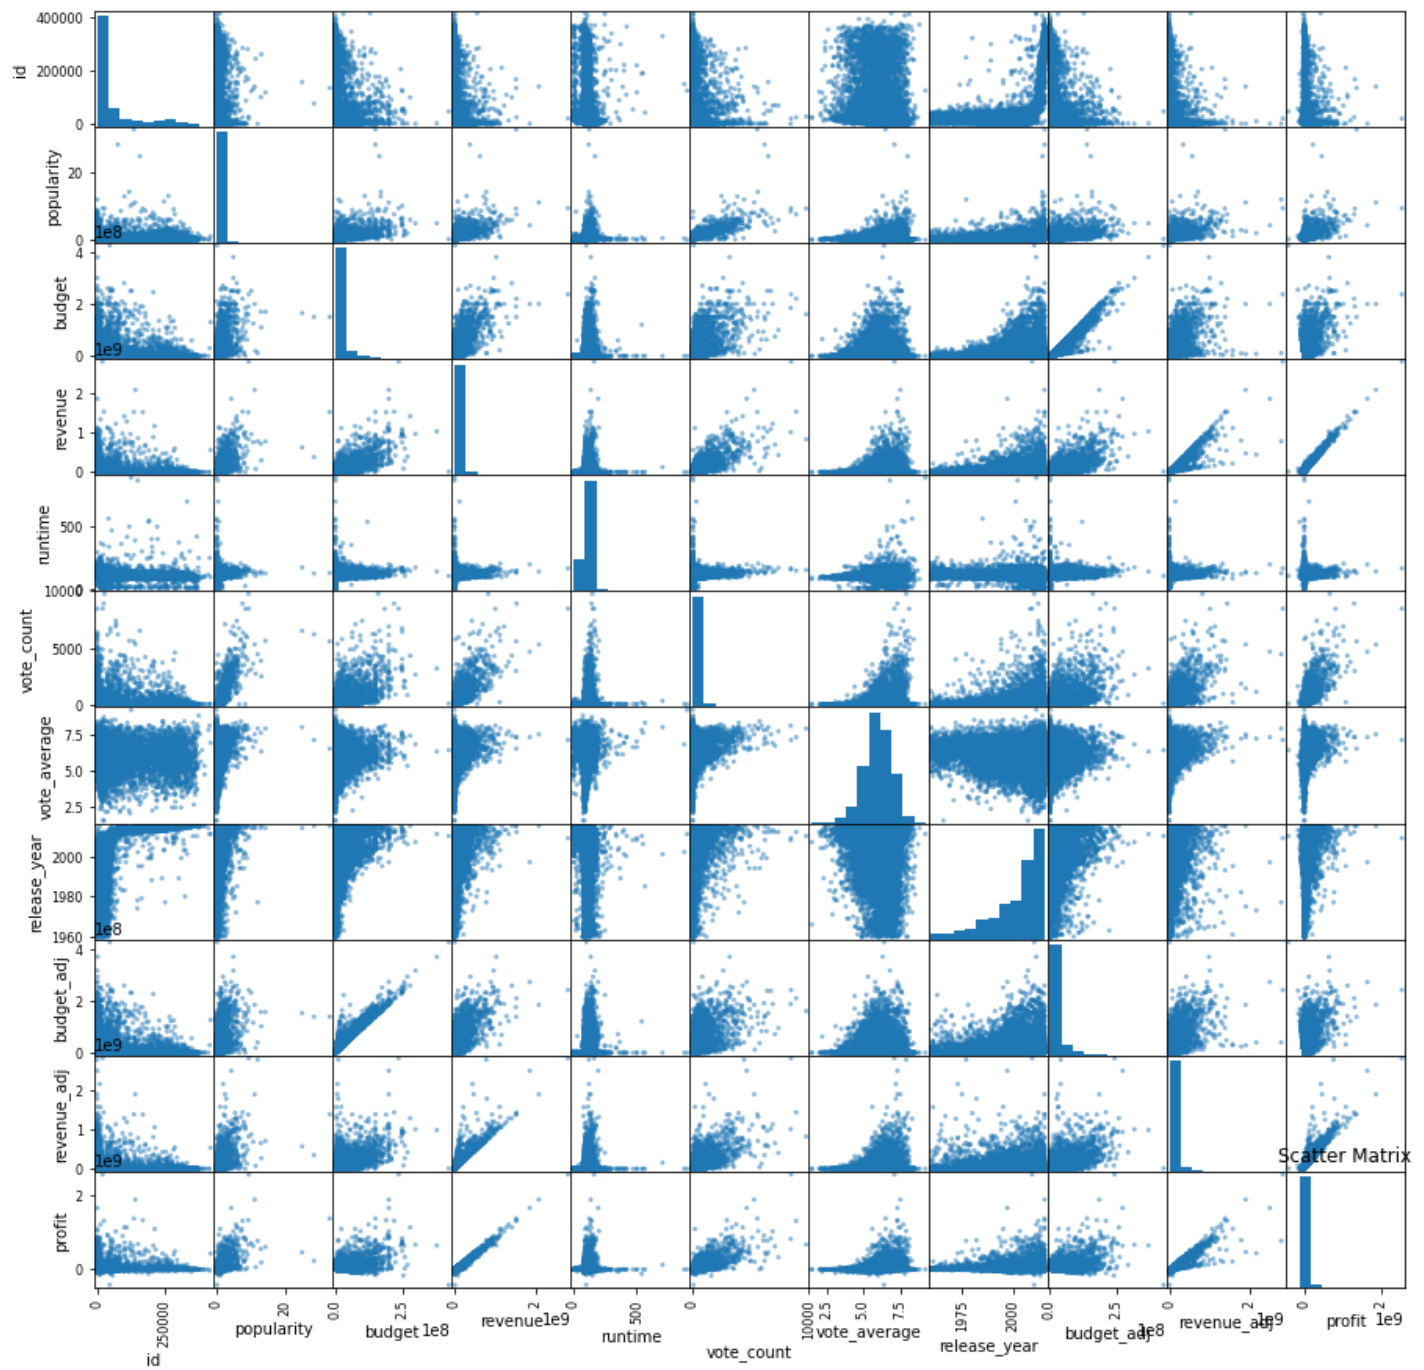 400000
200000
0
id
20
0
popularity
1e8
4
2
0
budget
1e9
2
1
0
revenue
500
0
runtime
10000
5000
0
vote_count
7.5
5.0
2.5
vote_average
2000
1980
1960
release_year
1e8
4
2
0
budget_adj
1e9
2
1
0
revenue_adj
1e9
Scatter Matrix
2
0
profit
0 250000 0 20 0.0 2.5 0 2 0 500 0 10000 2.5 5.0 7.5 1975 2000 0.0 2.5 0 2 0 2
1e8 1e9 1e8 1e9 1e9
id popularity budget revenue runtime vote_count vote_average release_year budget_adj revenue_adj profit